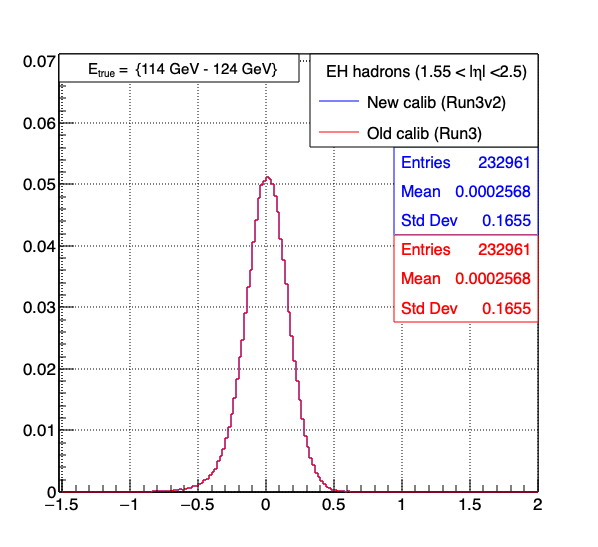 E_true = {114 GeV - 124 GeV}
EH hadrons (1.55 < |η| <2.5)
New calib (Run3v2)
Old calib (Run3)
Entries 232961
Mean 0.0002568
Std Dev 0.1655
Entries 232961
Mean 0.0002568
Std Dev 0.1655
0.07
0.06
0.05
0.04
0.03
0.02
0.01
0
−1.5 −1 −0.5 0 0.5 1 1.5 2